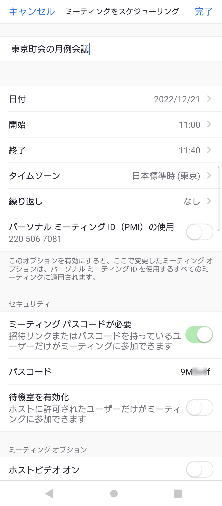 キャンセル ミーティングをスケジューリング 完了
東京町会の月例会議
日付 2022/12/21
開始 11:00
終了 11:40
タイムゾーン 日本標準時 (東京)
繰り返し なし
パーソナル ミーティング ID（PMI）の使用
220 506 7081
このオプションを有効にすると、ここで変更したミーティング オ
プションは、パーソナル ミーティング ID を使用するすべてのミ
ーティングに適用されます。
セキュリティ
ミーティング パスコードが必要
招待リンクまたはパスコードを持っているユ
ーザーだけがミーティングに参加できます
パスコード
待機室を有効化
ホストに許可されたユーザーだけがミーティ
ングに参加できます
ミーティング オプション
ホストビデオ オン